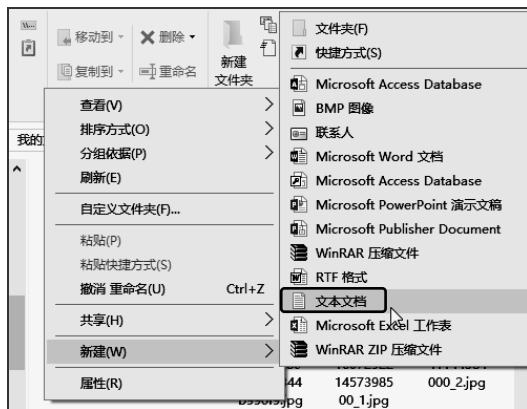 移动到
删除
复制到
重命名
新建
文件夹
我的
查看(V)
排序方式(O)
分组依据(P)
刷新(E)
自定义文件夹(F)...
粘贴(P)
粘贴快捷方式(S)
撤消 重命名(U) Ctrl+Z
共享(H)
新建(W)
属性(R)
文件夹(F)
快捷方式(S)
Microsoft Access Database
BMP 图像
联系人
Microsoft Word 文档
Microsoft Access Database
Microsoft PowerPoint 演示文稿
Microsoft Publisher Document
WinRAR 压缩文件
RTF 格式
文本文档
Microsoft Excel 工作表
WinRAR ZIP 压缩文件
44 14573985 000_2.jpg
00_1.jpg